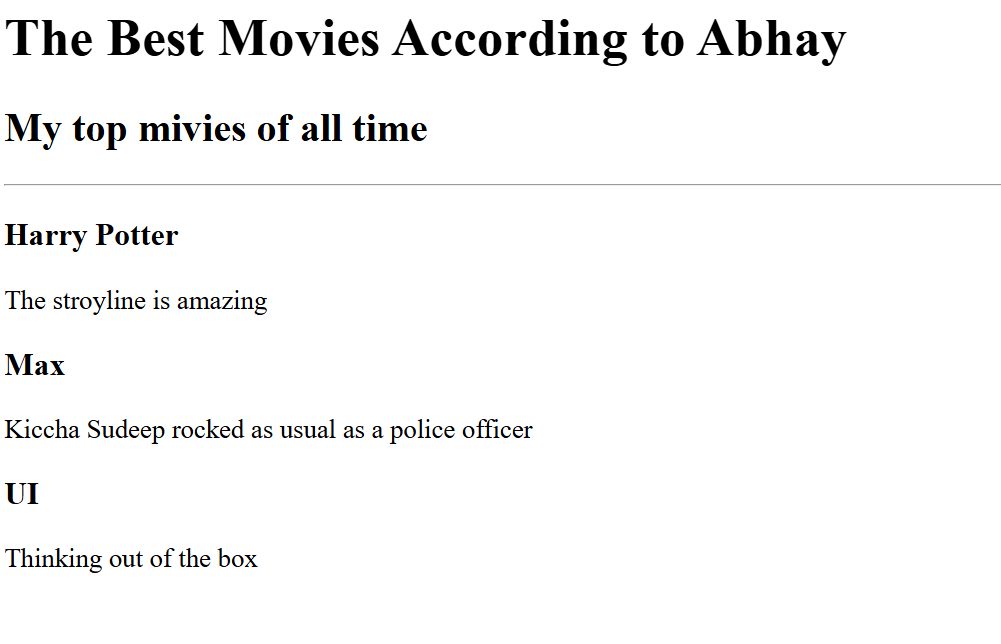 The Best Movies According to Abhay
My top mivies of all time
Harry Potter
The stroyline is amazing
Max
Kiccha Sudeep rocked as usual as a police officer
UI
Thinking out of the box